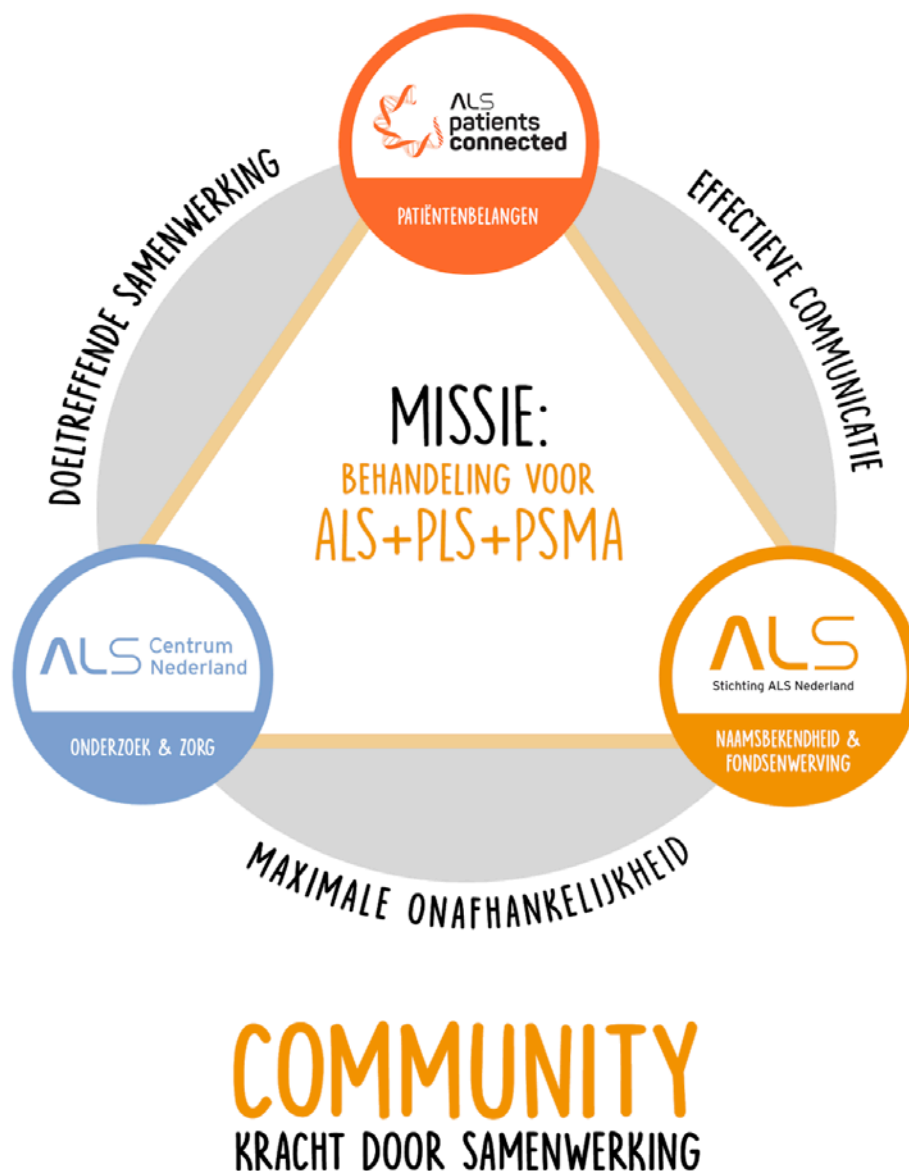 ALS
patients
connected
PATIËNTENBELANGEN
DOELTREFFENDE SAMENWERKING
EFFECTIEVE COMMUNICATIE
MISSIE:
BEHANDELING VOOR
ALS+PLS+PSMA
ALS Centrum
Nederland
ONDERZOEK & ZORG
ALS
Stichting ALS Nederland
NAAMSBEKENDHEID &
FONDSENWERVING
MAXIMALE ONAFHANKELIJKHEID
COMMUNITY
KRACHT DOOR SAMENWERKING